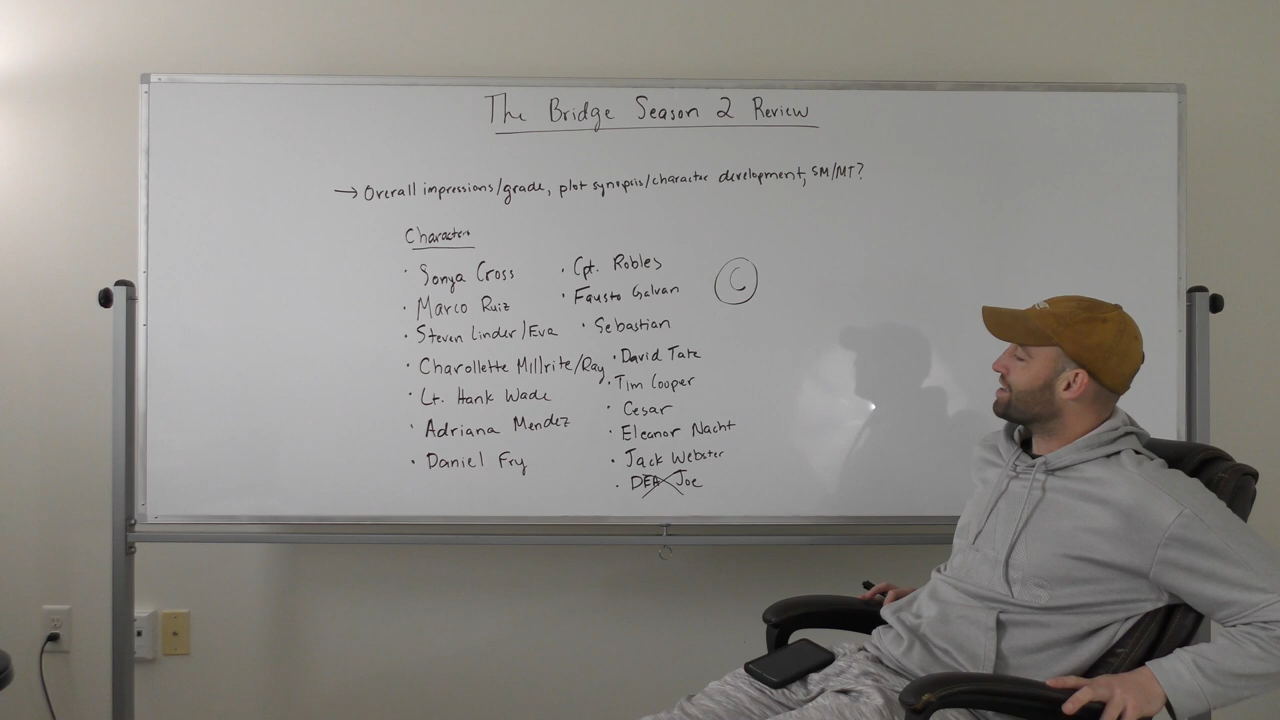 The Bridge Season 2 Review
→ Overall impressions/grade, plot synopsis/character development, SM/MT?
Characters
· Sonya Cross
· Marco Ruiz
· Steven Linder/Eva
· Charollette Millrite/Ray
· Lt. Hank Wade
· Adriana Mendez
· Daniel Fry
· Cpt. Robles
· Fausto Galvan
· Sebastian
· David Tate
· Tim Cooper
· Cesar
· Eleanor Nacht
· Jack Webster
· DEA Joe
C